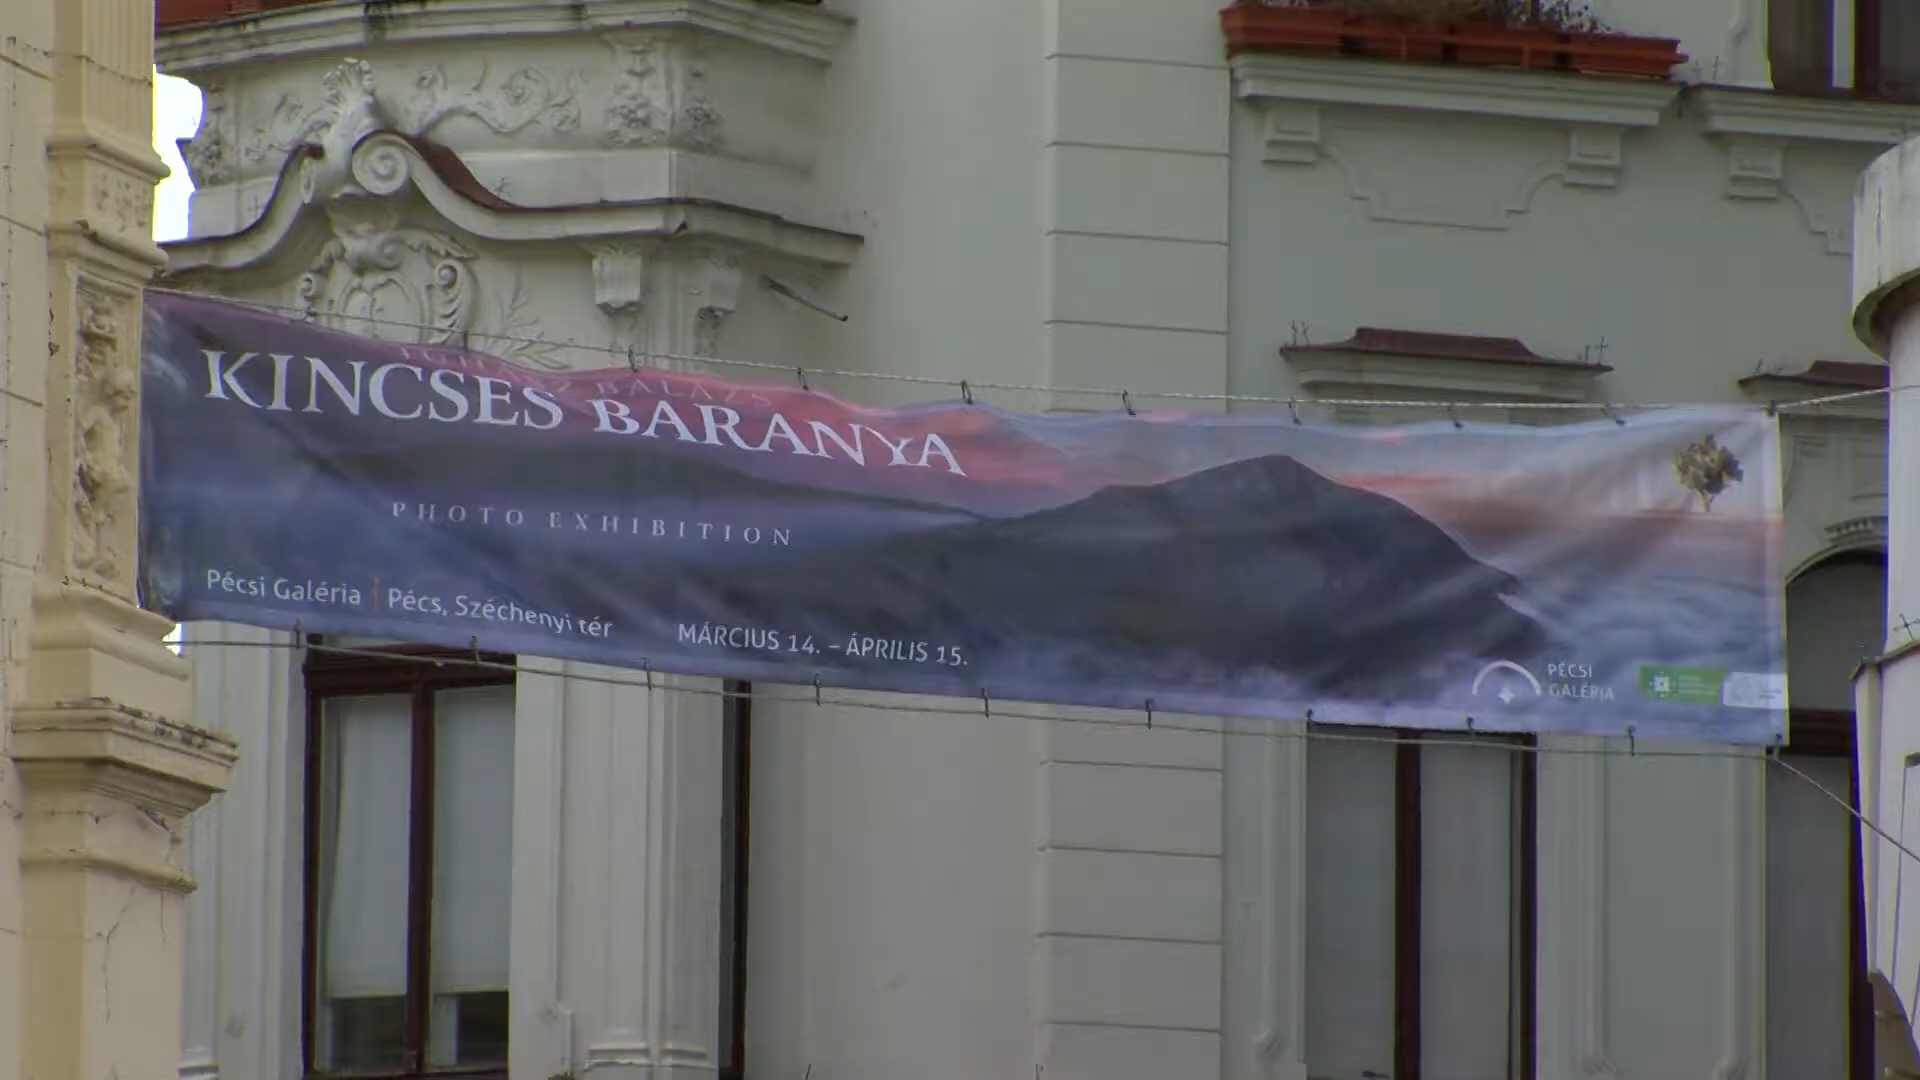 KINCSES BARANYA
PHOTO EXHIBITION
Pécsi Galéria | Pécs, Széchenyi tér
MÁRCIUS 14. – ÁPRILIS 15.
PÉCSI
GALÉRIA